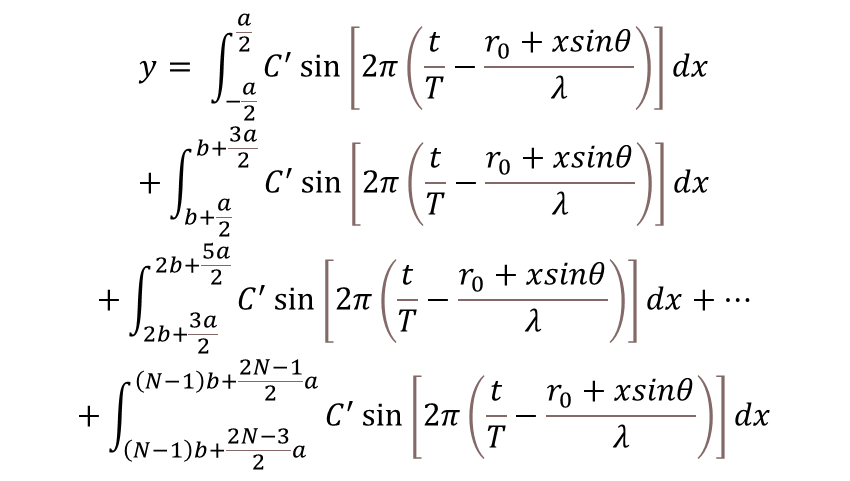 y = ∫_{-a/2}^{a/2} C′ sin [2π (t/T − (r₀ + xsinθ)/λ)] dx
+ ∫_{b+a/2}^{b+3a/2} C′ sin [2π (t/T − (r₀ + xsinθ)/λ)] dx
+ ∫_{2b+3a/2}^{2b+5a/2} C′ sin [2π (t/T − (r₀ + xsinθ)/λ)] dx + ⋯
+ ∫_{(N−1)b+(2N−3)/2 a}^{(N−1)b+(2N−1)/2 a} C′ sin [2π (t/T − (r₀ + xsinθ)/λ)] dx